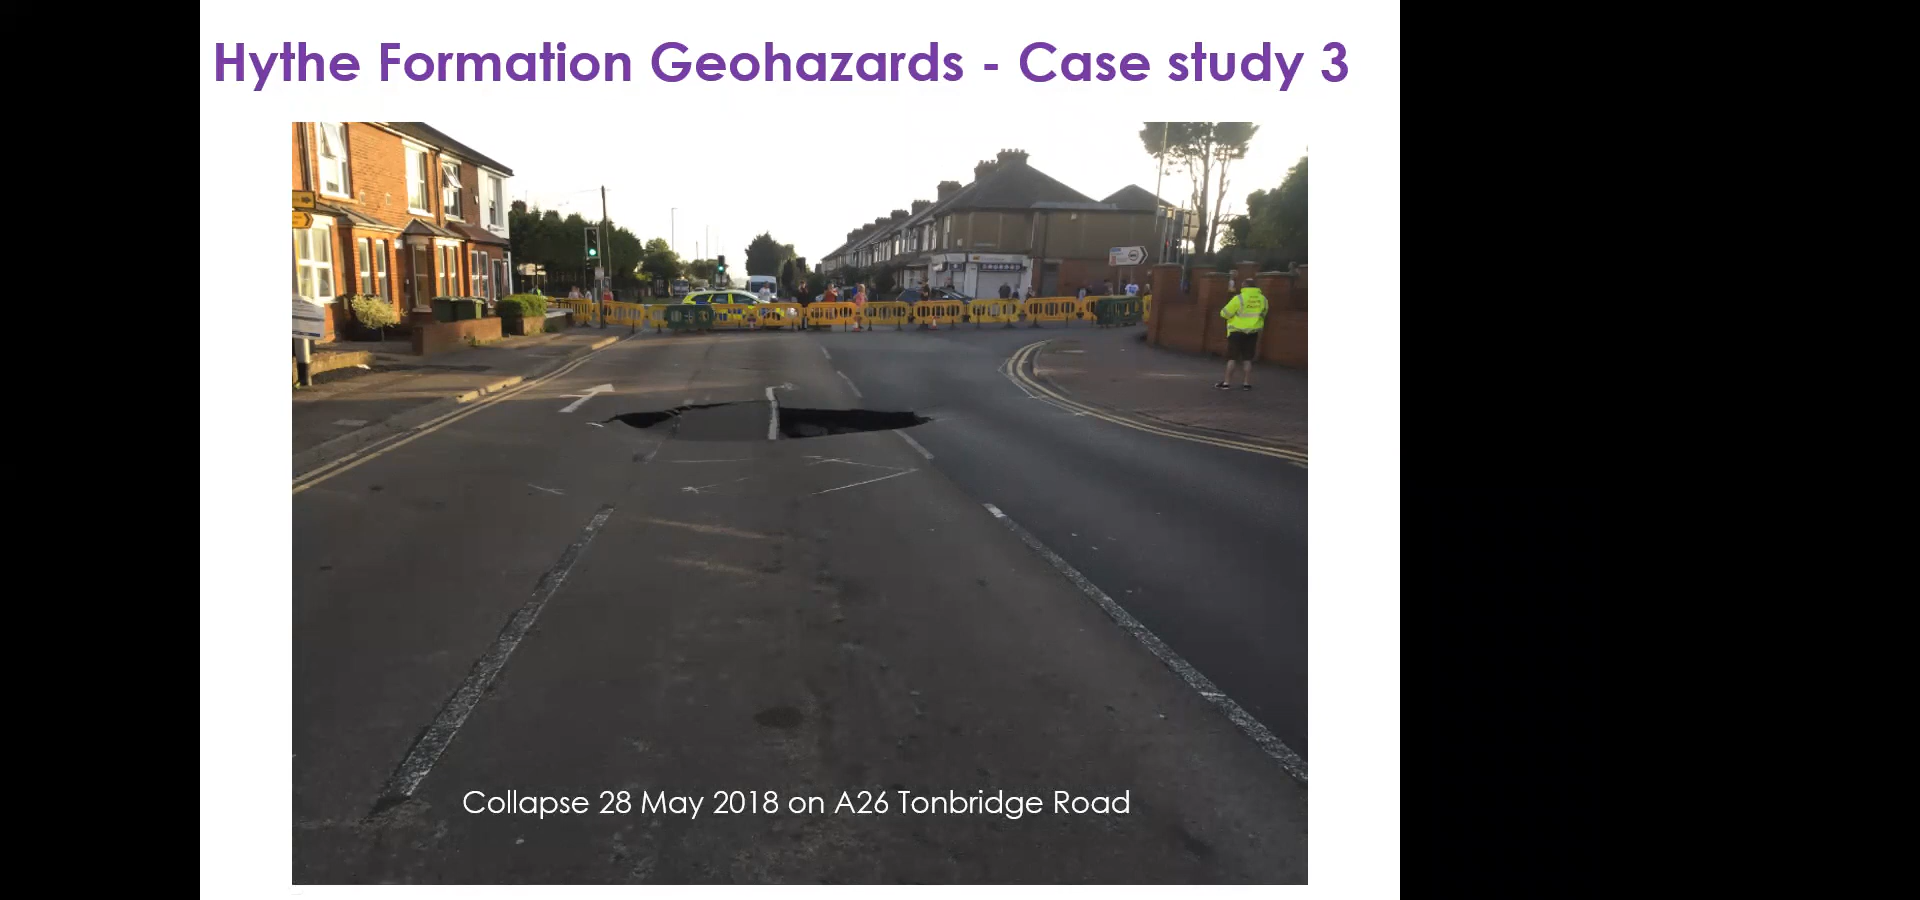 Hythe Formation Geohazards - Case study 3
Collapse 28 May 2018 on A26 Tonbridge Road